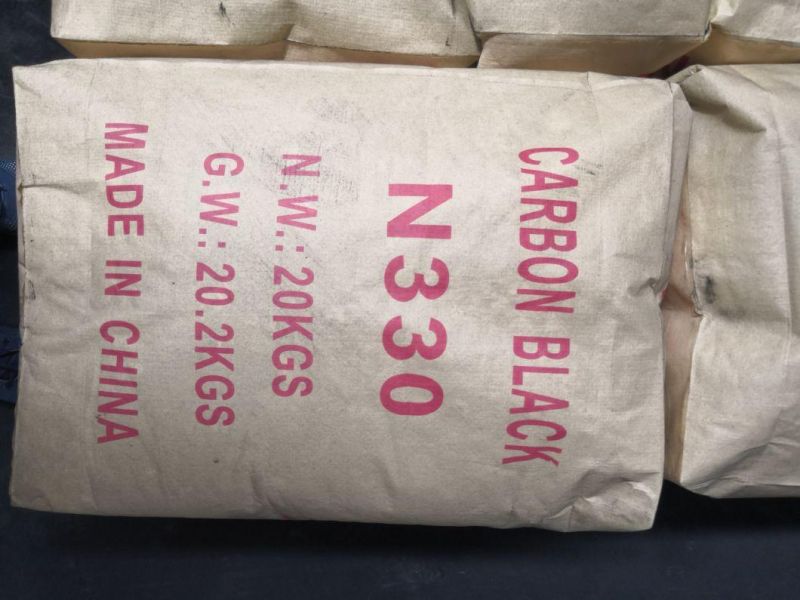 CARBON BLACK
N330
N.W.: 20KGS
G.W.: 20.2KGS
MADE IN CHINA